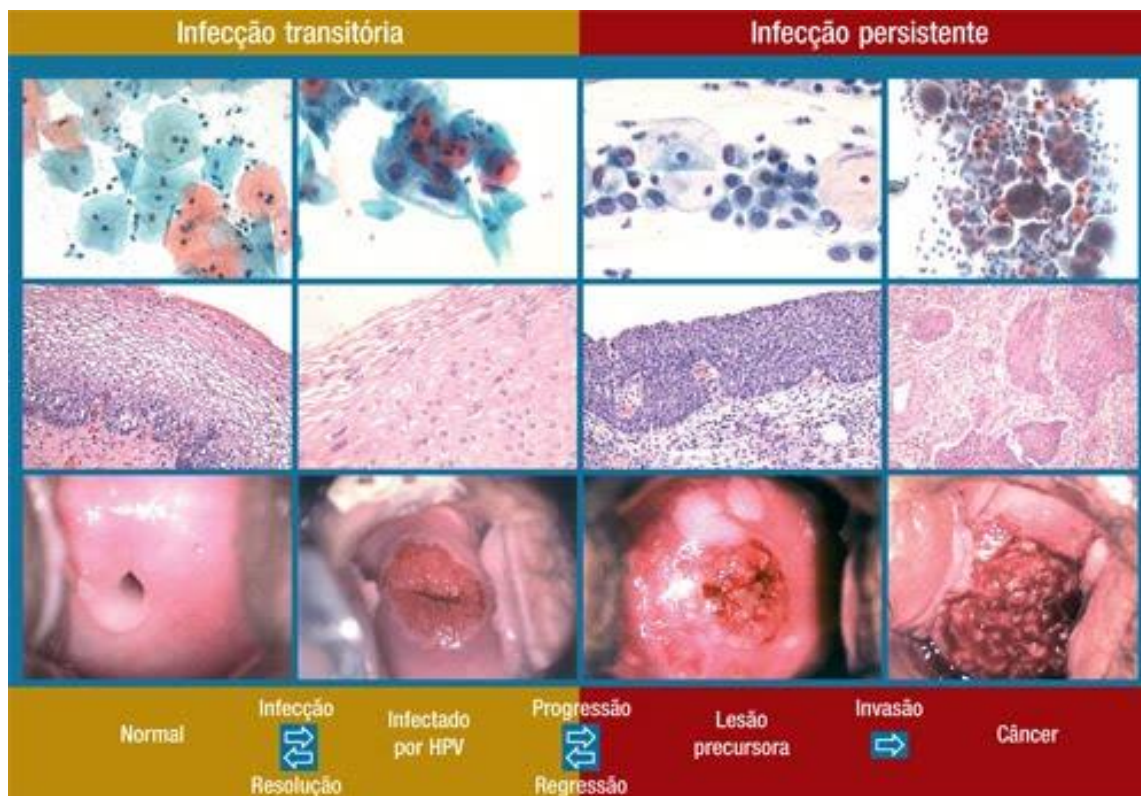 Infecção transitória
Infecção persistente
Normal
Infecção
Resolução
Infectado
por HPV
Progressão
Regressão
Lesão
precursora
Invasão
Câncer